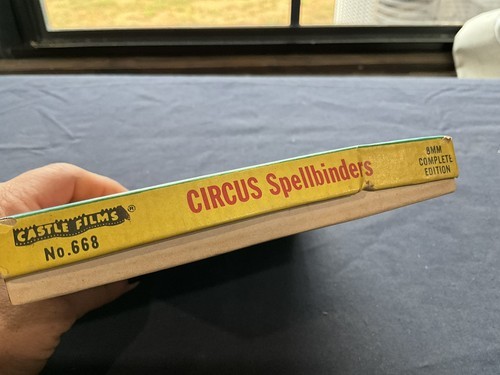 CASTLE FILMS®
No.668
CIRCUS Spellbinders
8MM
COMPLETE
EDITION